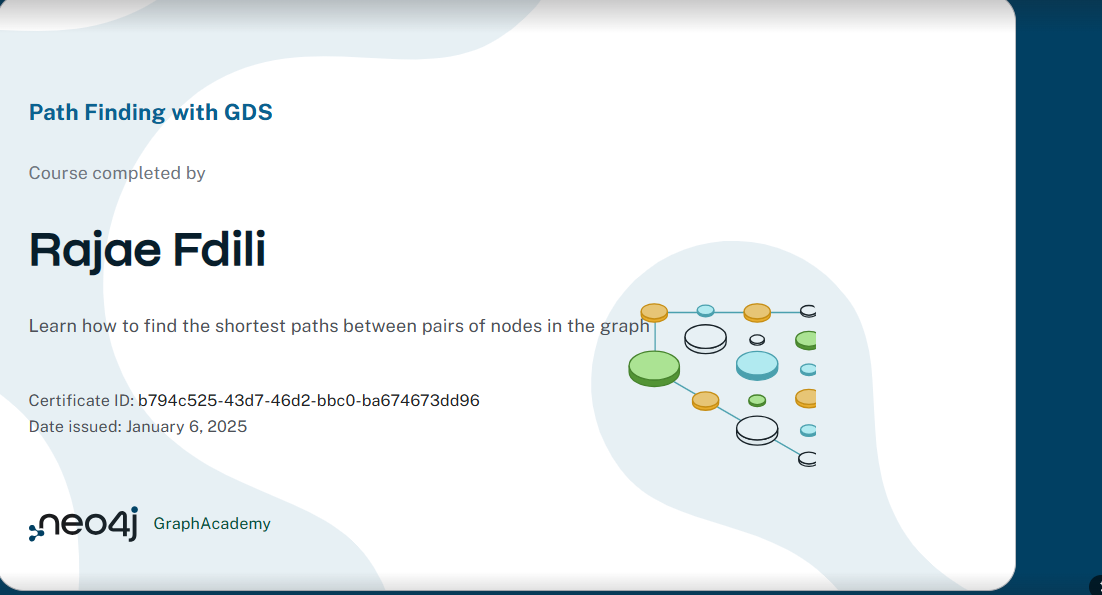 Path Finding with GDS
Course completed by
Rajae Fdili
Learn how to find the shortest paths between pairs of nodes in the graph
Certificate ID: b794c525-43d7-46d2-bbc0-ba674673dd96
Date issued: January 6, 2025
neo4j GraphAcademy